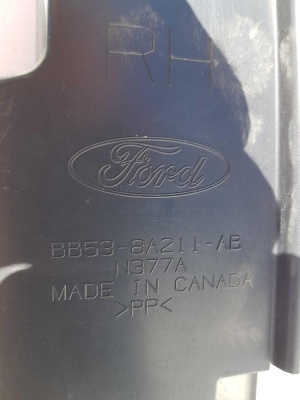 RH
Ford
BB53-8A211-AB
N377A
MADE IN CANADA
>PP<